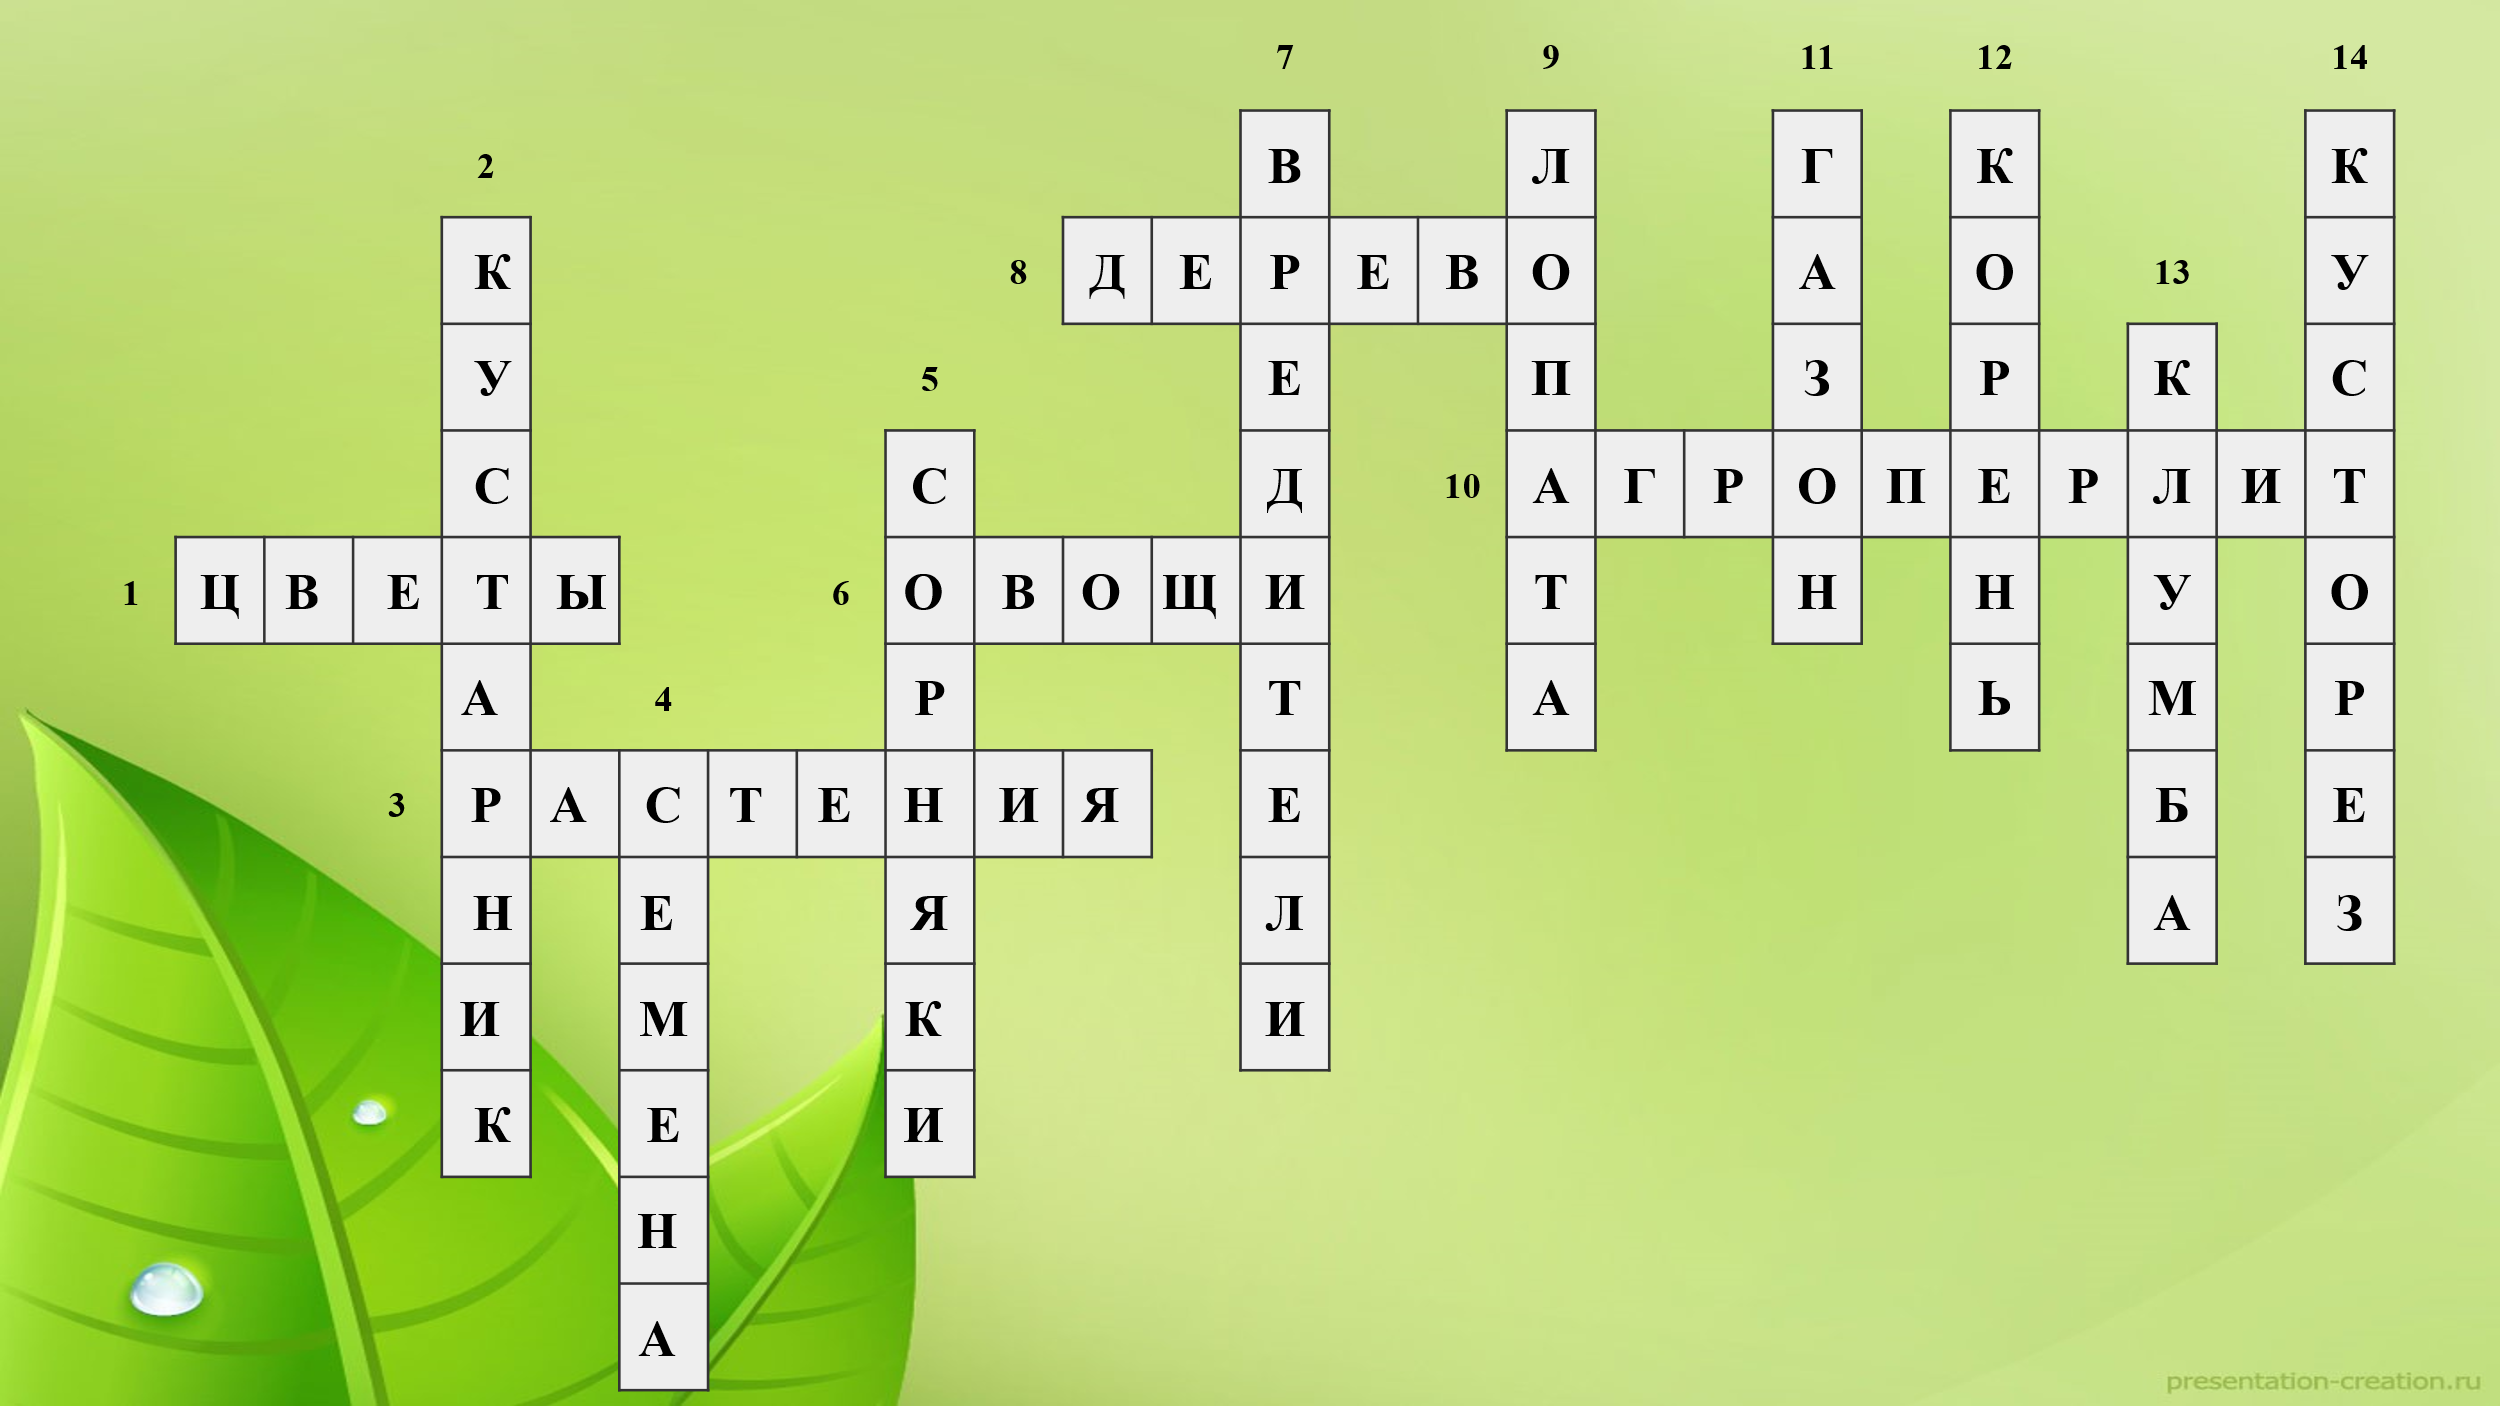 7 9 11 12 14
2 В Л Г К К
К 8 Д Е Р Е В О А О 13 У
У 5 Е П З Р К С
С С Д 10 А Г Р О П Е Р Л И Т
1 Ц В Е Т Ы 6 О В О Щ И Т Н Н У О
А 4 Р Т А Ь М Р
3 Р А С Т Е Н И Я Е Б Е
Н Е Я Л А З
И М К И
К Е И
Н
А
presentation-creation.ru